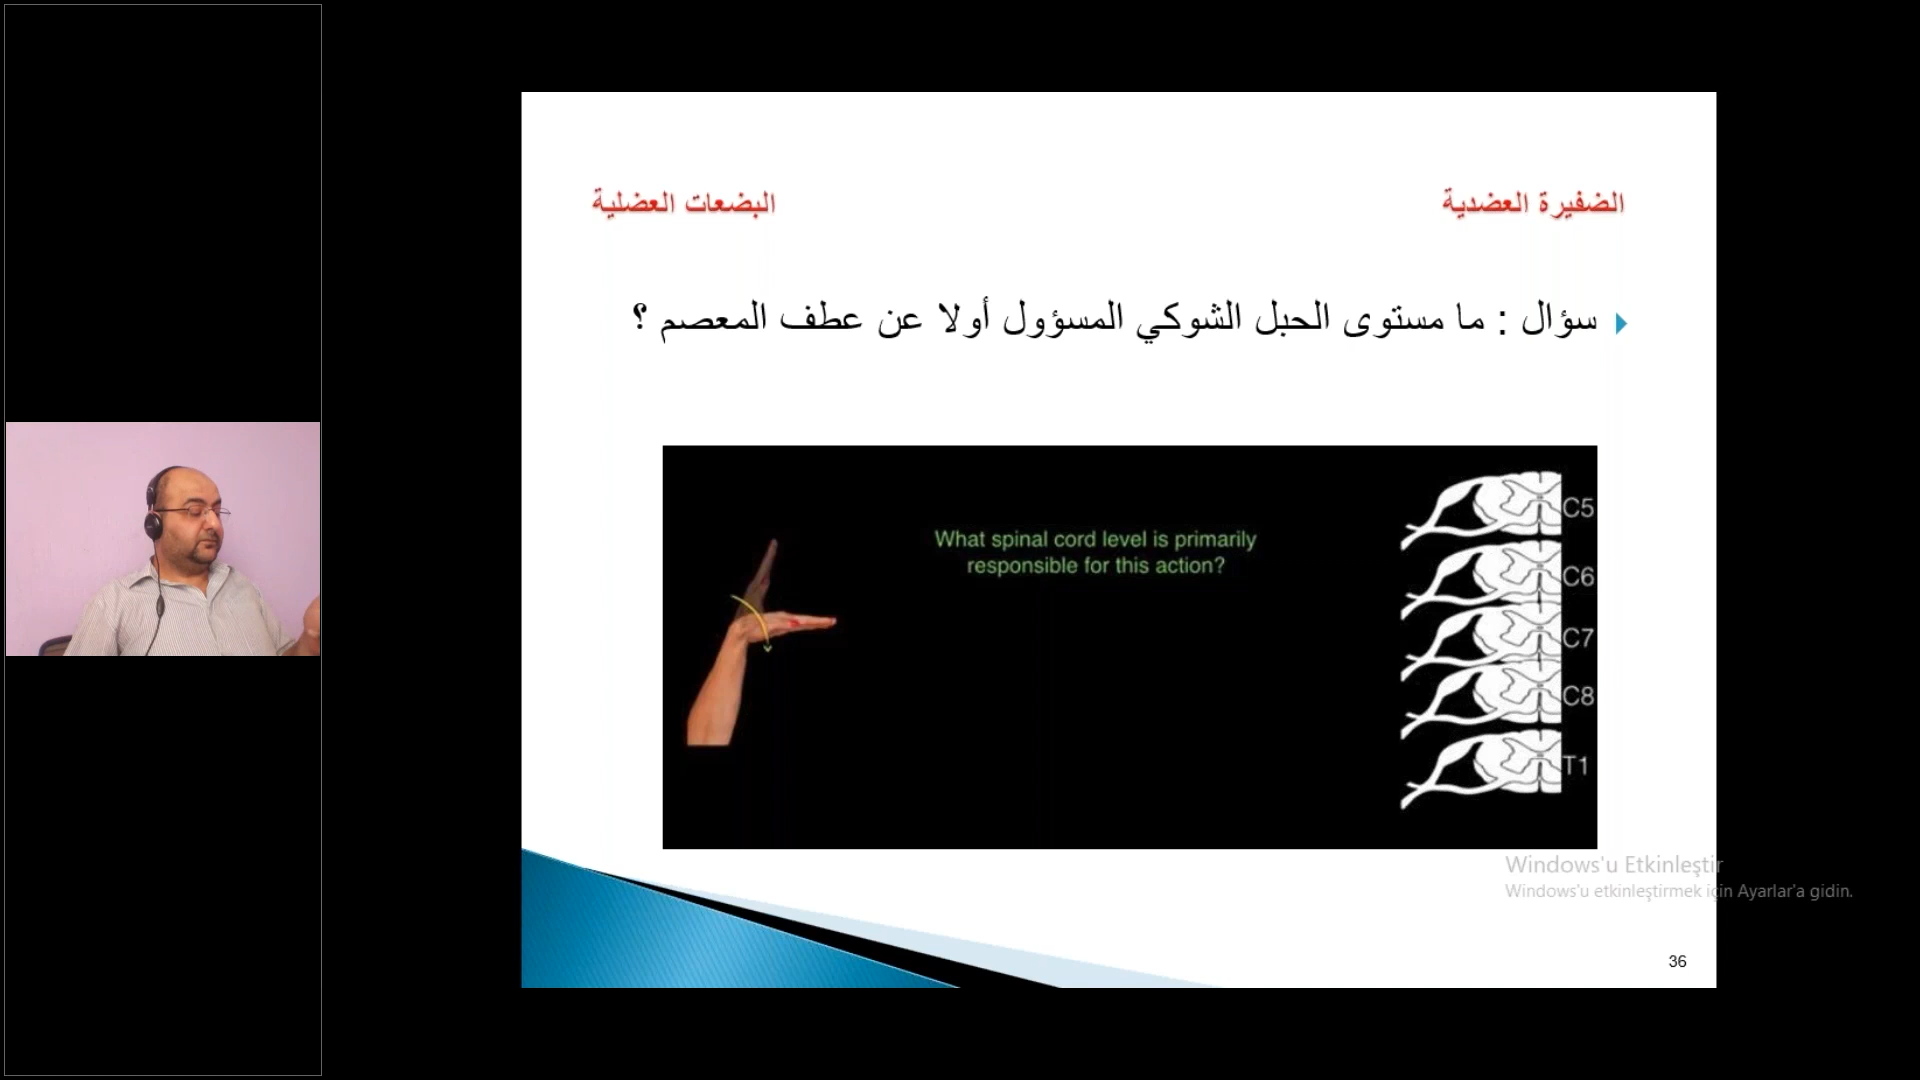 الضفيرة العضدية
البضعات العضلية
سؤال : ما مستوى الحبل الشوكي المسؤول أولا عن عطف المعصم ؟
What spinal cord level is primarily
responsible for this action?
C5
C6
C7
C8
T1
Windows'u Etkinleştir
Windows'u etkinleştirmek için Ayarlar'a gidin.
36